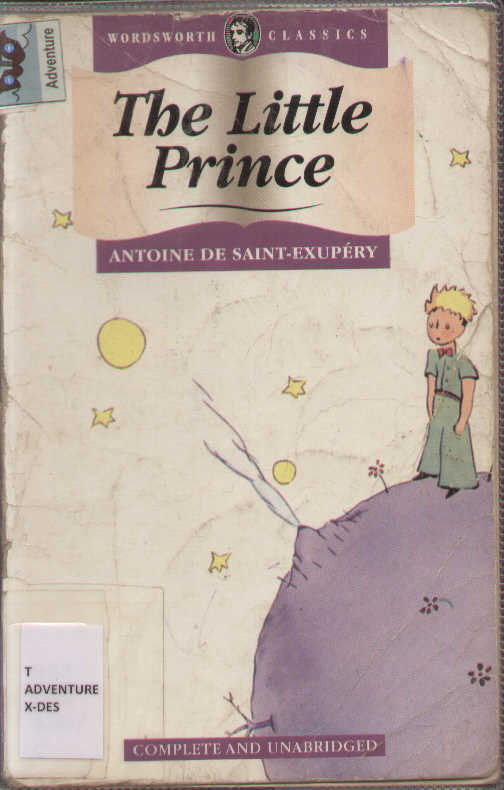 WORDSWORTH CLASSICS
Adventure
The Little
Prince
ANTOINE DE SAINT-EXUPÉRY
T
ADVENTURE
X-DES
COMPLETE AND UNABRIDGED